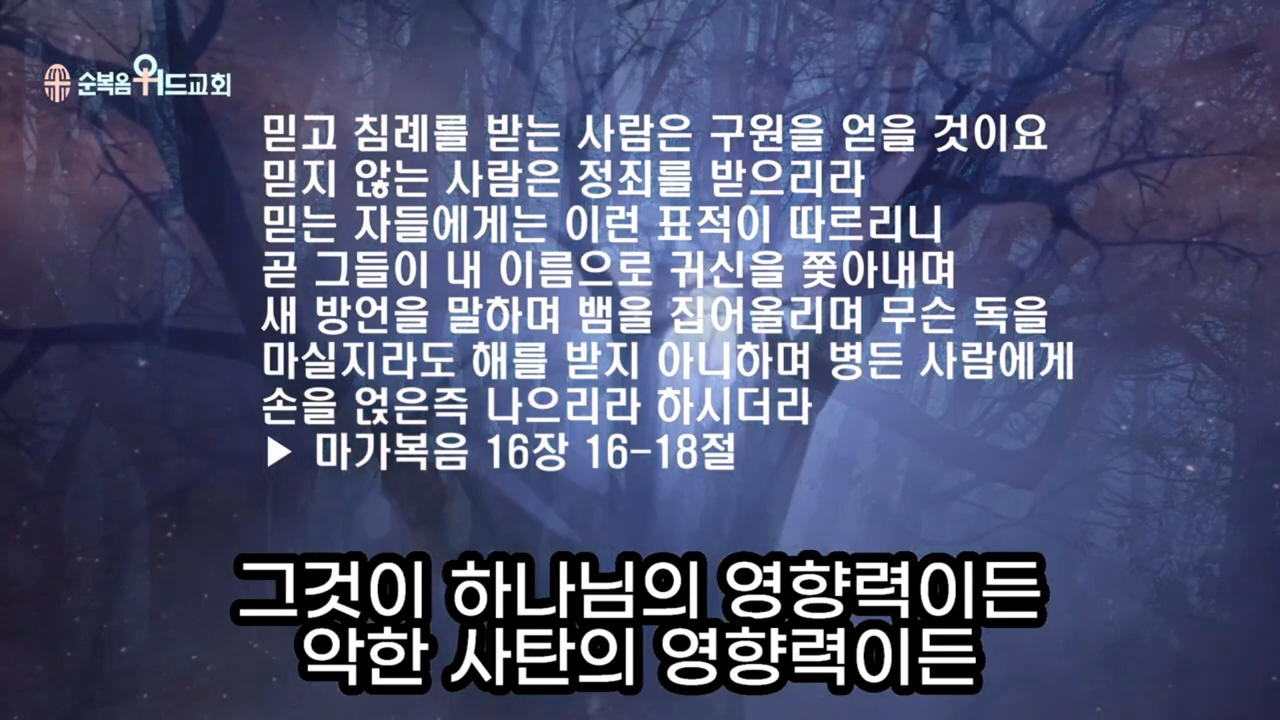 순복음워드교회
믿고 침례를 받는 사람은 구원을 얻을 것이요
믿지 않는 사람은 정죄를 받으리라
믿는 자들에게는 이런 표적이 따르리니
곧 그들이 내 이름으로 귀신을 쫓아내며
새 방언을 말하며 뱀을 집어올리며 무슨 독을
마실지라도 해를 받지 아니하며 병든 사람에게
손을 얹은즉 나으리라 하시더라
▶ 마가복음 16장 16-18절
그것이 하나님의 영향력이든
악한 사탄의 영향력이든